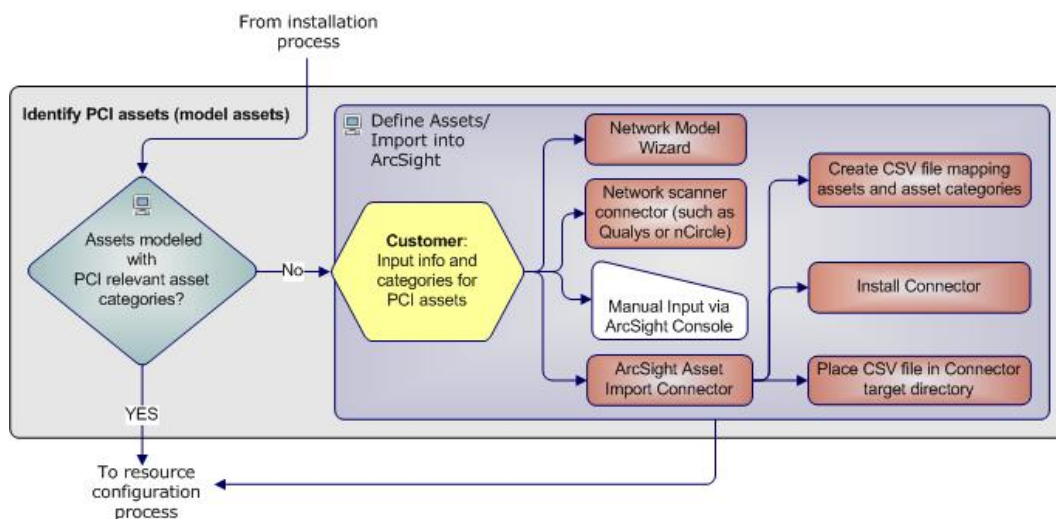 From installation
process
Identify PCI assets (model assets)
Define Assets/
Import into
ArcSight
Assets modeled
with
PCI relevant asset
categories?
No
Customer:
Input info and
categories for
PCI assets
Network Model
Wizard
Network scanner
connector (such as
Qualys or nCircle)
Manual Input via
ArcSight Console
ArcSight Asset
Import Connector
Create CSV file mapping
assets and asset categories
Install Connector
Place CSV file in Connector
target directory
YES
To resource
configuration
process